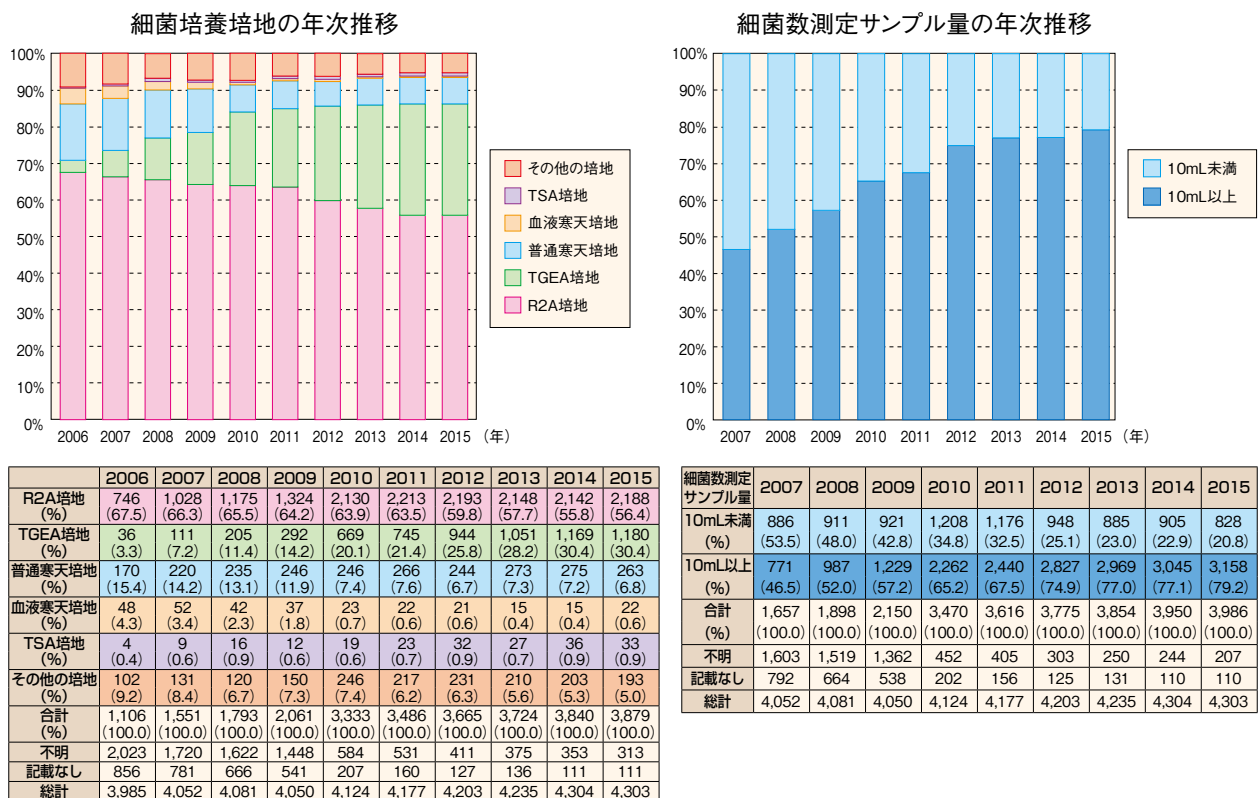 細菌培養培地の年次推移
100%
90%
80%
70%
60%
50%
40%
30%
20%
10%
0%
2006 2007 2008 2009 2010 2011 2012 2013 2014 2015 (年)
その他の培地
TSA培地
血液寒天培地
普通寒天培地
TGEA培地
R2A培地
細菌数測定サンプル量の年次推移
100%
90%
80%
70%
60%
50%
40%
30%
20%
10%
0%
2007 2008 2009 2010 2011 2012 2013 2014 2015 (年)
10mL未満
10mL以上
2006 2007 2008 2009 2010 2011 2012 2013 2014 2015
R2A培地 746 1,028 1,175 1,324 2,130 2,213 2,193 2,148 2,142 2,188
(%) (67.5) (66.3) (65.5) (64.2) (63.9) (63.5) (59.8) (57.7) (55.8) (56.4)
TGEA培地 36 111 205 292 669 745 944 1,051 1,169 1,180
(%) (3.3) (7.2) (11.4) (14.2) (20.1) (21.4) (25.8) (28.2) (30.4) (30.4)
普通寒天培地 170 220 235 246 246 266 244 273 275 263
(%) (15.4) (14.2) (13.1) (11.9) (7.4) (7.6) (6.7) (7.3) (7.2) (6.8)
血液寒天培地 48 52 42 37 23 22 21 15 15 22
(%) (4.3) (3.4) (2.3) (1.8) (0.7) (0.6) (0.6) (0.4) (0.4) (0.6)
TSA培地 4 9 16 12 19 23 32 27 36 33
(%) (0.4) (0.6) (0.9) (0.6) (0.6) (0.7) (0.9) (0.7) (0.9) (0.9)
その他の培地 102 131 120 150 246 217 231 210 203 193
(%) (9.2) (8.4) (6.7) (7.3) (7.4) (6.2) (6.3) (5.6) (5.3) (5.0)
合計 1,106 1,551 1,793 2,061 3,333 3,486 3,665 3,724 3,840 3,879
(%) (100.0) (100.0) (100.0) (100.0) (100.0) (100.0) (100.0) (100.0) (100.0) (100.0)
不明 2,023 1,720 1,622 1,448 584 531 411 375 353 313
記載なし 856 781 666 541 207 160 127 136 111 111
総計 3,985 4,052 4,081 4,050 4,124 4,177 4,203 4,235 4,304 4,303
細菌数測定
サンプル量 2007 2008 2009 2010 2011 2012 2013 2014 2015
10mL未満 886 911 921 1,208 1,176 948 885 905 828
(%) (53.5) (48.0) (42.8) (34.8) (32.5) (25.1) (23.0) (22.9) (20.8)
10mL以上 771 987 1,229 2,262 2,440 2,827 2,969 3,045 3,158
(%) (46.5) (52.0) (57.2) (65.2) (67.5) (74.9) (77.0) (77.1) (79.2)
合計 1,657 1,898 2,150 3,470 3,616 3,775 3,854 3,950 3,986
(%) (100.0) (100.0) (100.0) (100.0) (100.0) (100.0) (100.0) (100.0) (100.0)
不明 1,603 1,519 1,362 452 405 303 250 244 207
記載なし 792 664 538 202 156 125 131 110 110
総計 4,052 4,081 4,050 4,124 4,177 4,203 4,235 4,304 4,303